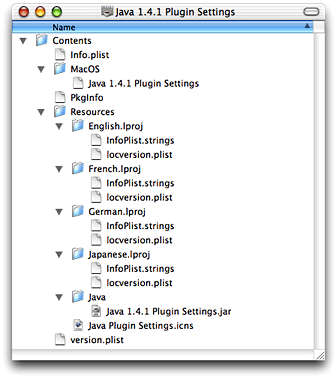 Java 1.4.1 Plugin Settings
Name
Contents
Info.plist
MacOS
Java 1.4.1 Plugin Settings
PkgInfo
Resources
English.lproj
InfoPlist.strings
locversion.plist
French.lproj
InfoPlist.strings
locversion.plist
German.lproj
InfoPlist.strings
locversion.plist
Japanese.lproj
InfoPlist.strings
locversion.plist
Java
Java 1.4.1 Plugin Settings.jar
Java Plugin Settings.icns
version.plist